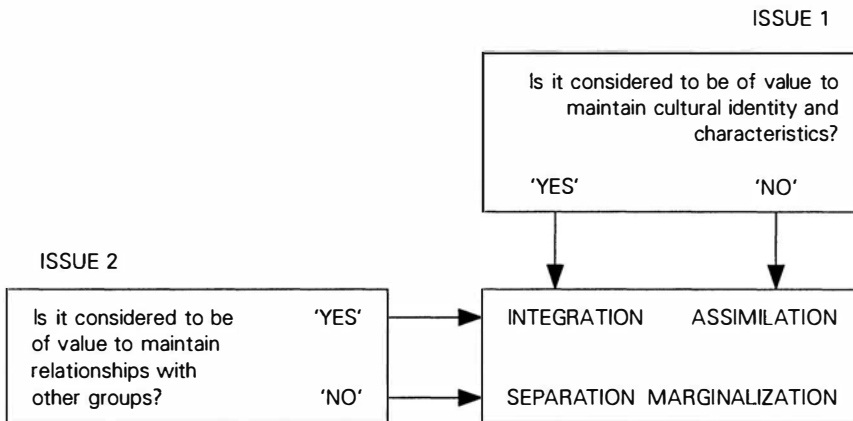 ISSUE 1
Is it considered to be of value to
maintain cultural identity and
characteristics?
'YES' 'NO'
ISSUE 2
Is it considered to be 'YES'
of value to maintain
relationships with
other groups? 'NO'
INTEGRATION ASSIMILATION
SEPARATION MARGINALIZATION